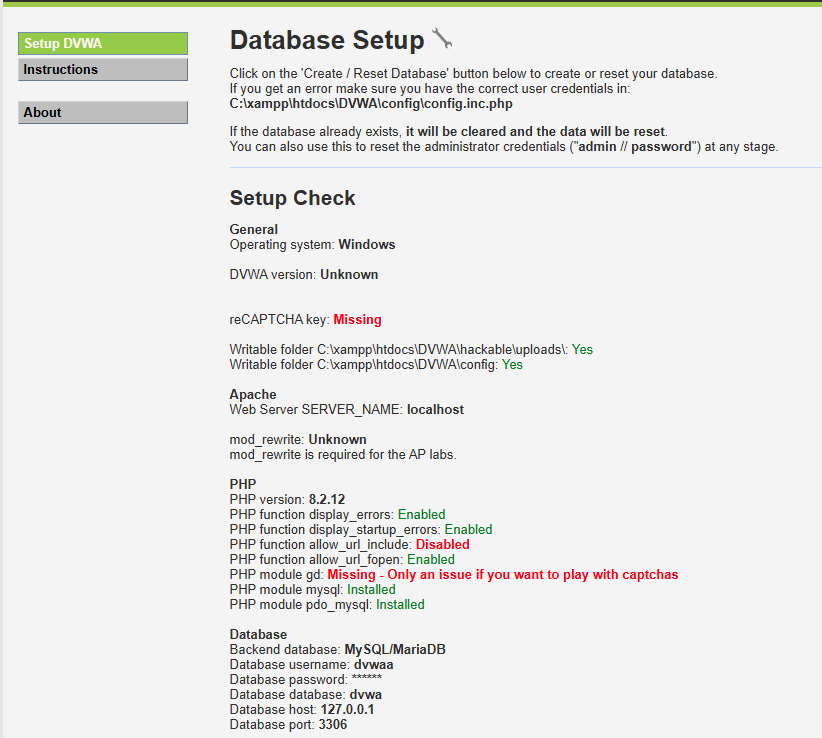 Setup DVWA
Instructions
About
Database Setup
Click on the 'Create / Reset Database' button below to create or reset your database.
If you get an error make sure you have the correct user credentials in:
C:\xampp\htdocs\DVWA\config\config.inc.php
If the database already exists, it will be cleared and the data will be reset.
You can also use this to reset the administrator credentials ("admin // password") at any stage.
Setup Check
General
Operating system: Windows
DVWA version: Unknown
reCAPTCHA key: Missing
Writable folder C:\xampp\htdocs\DVWA\hackable\uploads\: Yes
Writable folder C:\xampp\htdocs\DVWA\config: Yes
Apache
Web Server SERVER_NAME: localhost
mod_rewrite: Unknown
mod_rewrite is required for the AP labs.
PHP
PHP version: 8.2.12
PHP function display_errors: Enabled
PHP function display_startup_errors: Enabled
PHP function allow_url_include: Disabled
PHP function allow_url_fopen: Enabled
PHP module gd: Missing - Only an issue if you want to play with captchas
PHP module mysql: Installed
PHP module pdo_mysql: Installed
Database
Backend database: MySQL/MariaDB
Database username: dvwaa
Database password: ******
Database database: dvwa
Database host: 127.0.0.1
Database port: 3306